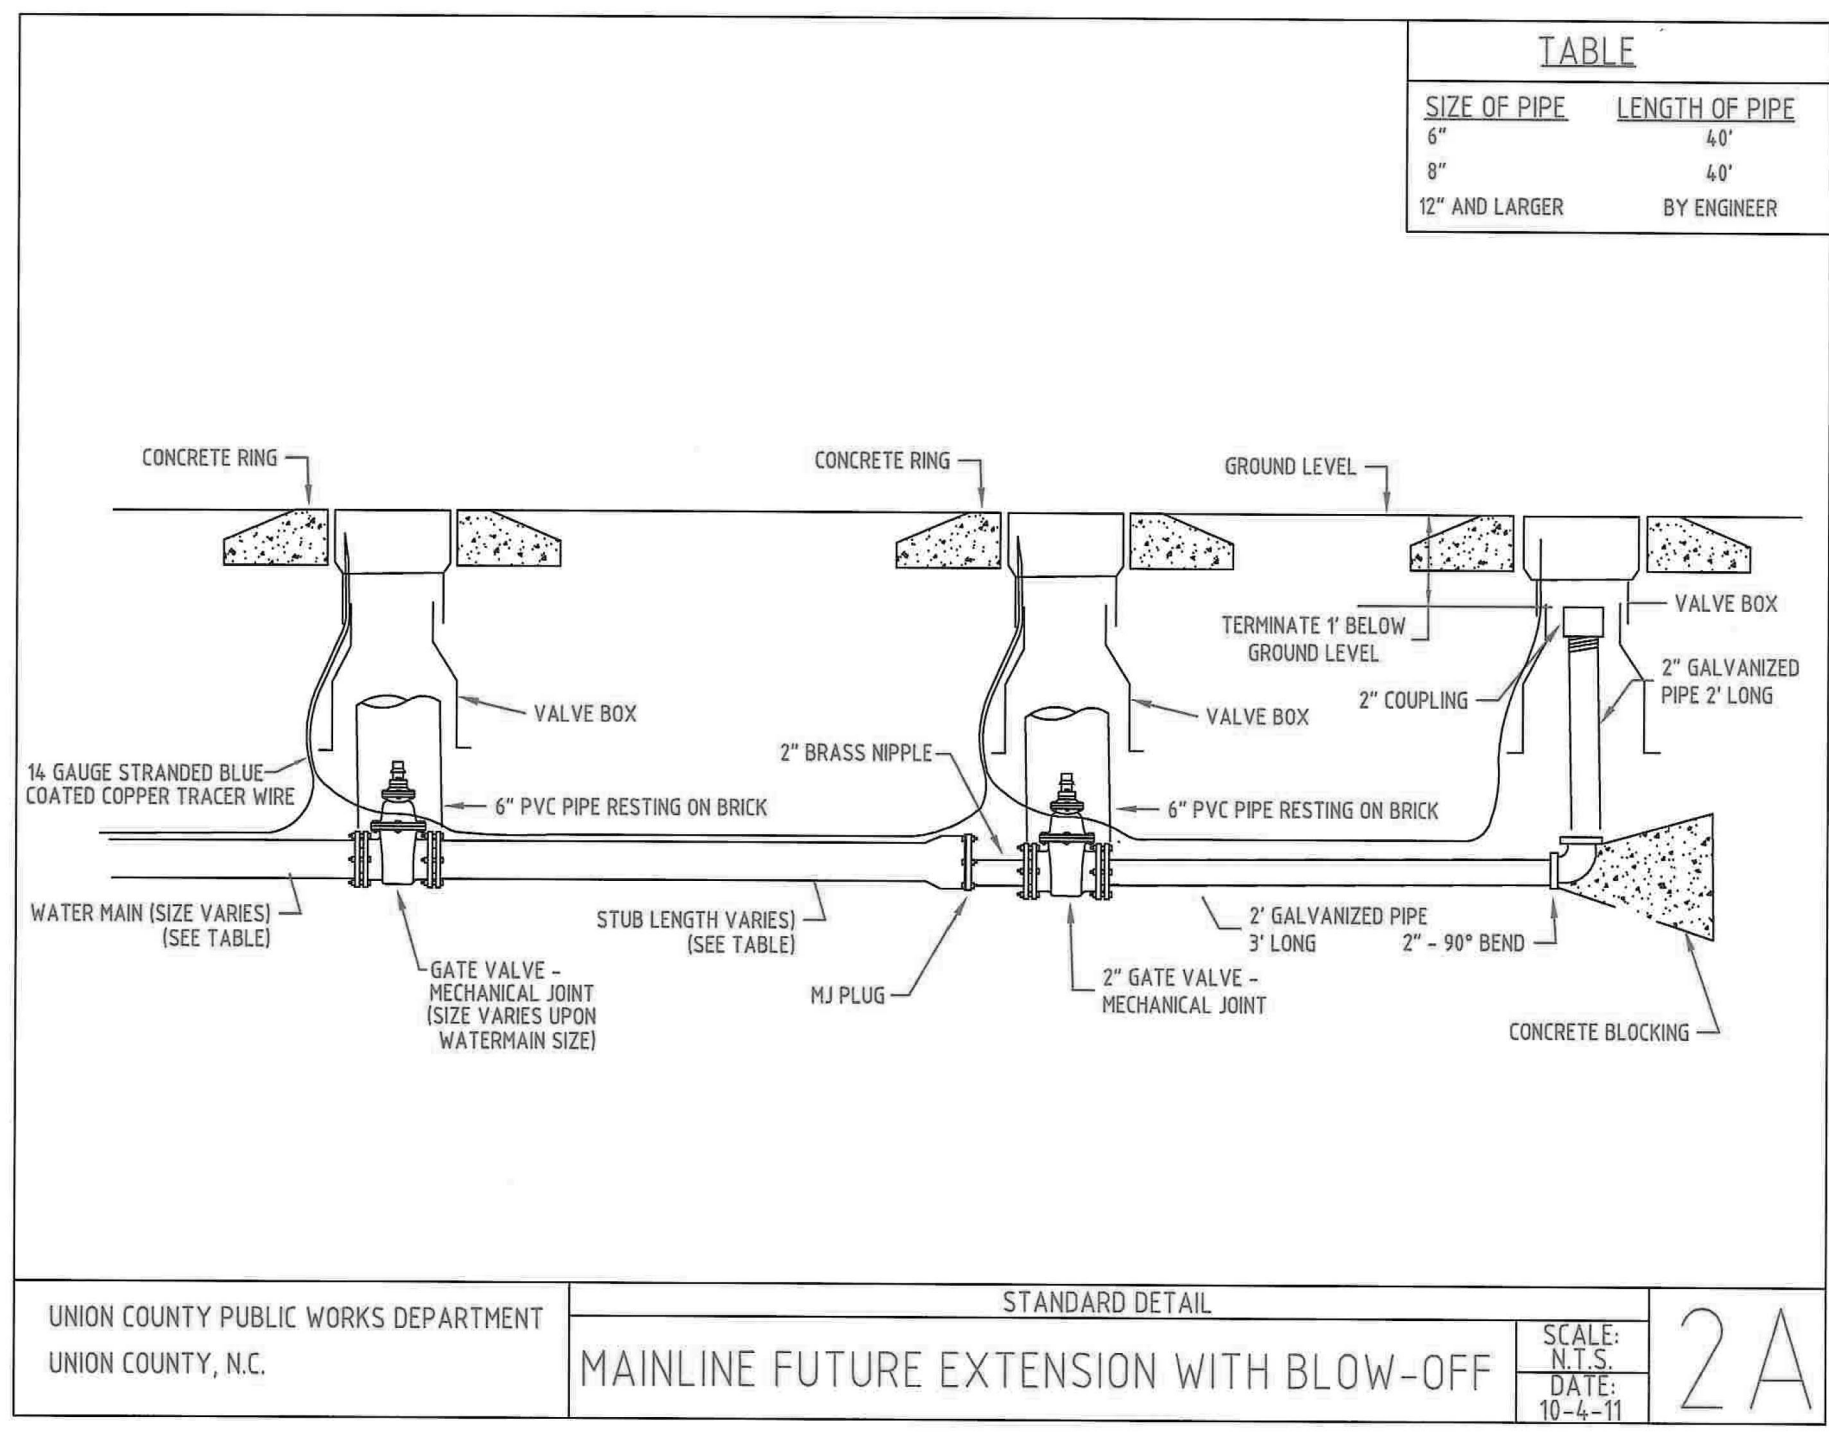 TABLE
SIZE OF PIPE LENGTH OF PIPE
6" 40'
8" 40'
12" AND LARGER BY ENGINEER
CONCRETE RING
CONCRETE RING
GROUND LEVEL
VALVE BOX
TERMINATE 1' BELOW
GROUND LEVEL
2" GALVANIZED
PIPE 2' LONG
2" COUPLING
VALVE BOX
VALVE BOX
2" BRASS NIPPLE
14 GAUGE STRANDED BLUE
COATED COPPER TRACER WIRE
6" PVC PIPE RESTING ON BRICK
6" PVC PIPE RESTING ON BRICK
WATER MAIN (SIZE VARIES)
(SEE TABLE)
STUB LENGTH VARIES)
(SEE TABLE)
2' GALVANIZED PIPE
3' LONG
2" - 90° BEND
GATE VALVE -
MECHANICAL JOINT
(SIZE VARIES UPON
WATERMAIN SIZE)
MJ PLUG
2" GATE VALVE -
MECHANICAL JOINT
CONCRETE BLOCKING
UNION COUNTY PUBLIC WORKS DEPARTMENT
UNION COUNTY, N.C.
STANDARD DETAIL
MAINLINE FUTURE EXTENSION WITH BLOW-OFF
SCALE:
N.T.S.
DATE:
10-4-11
2A